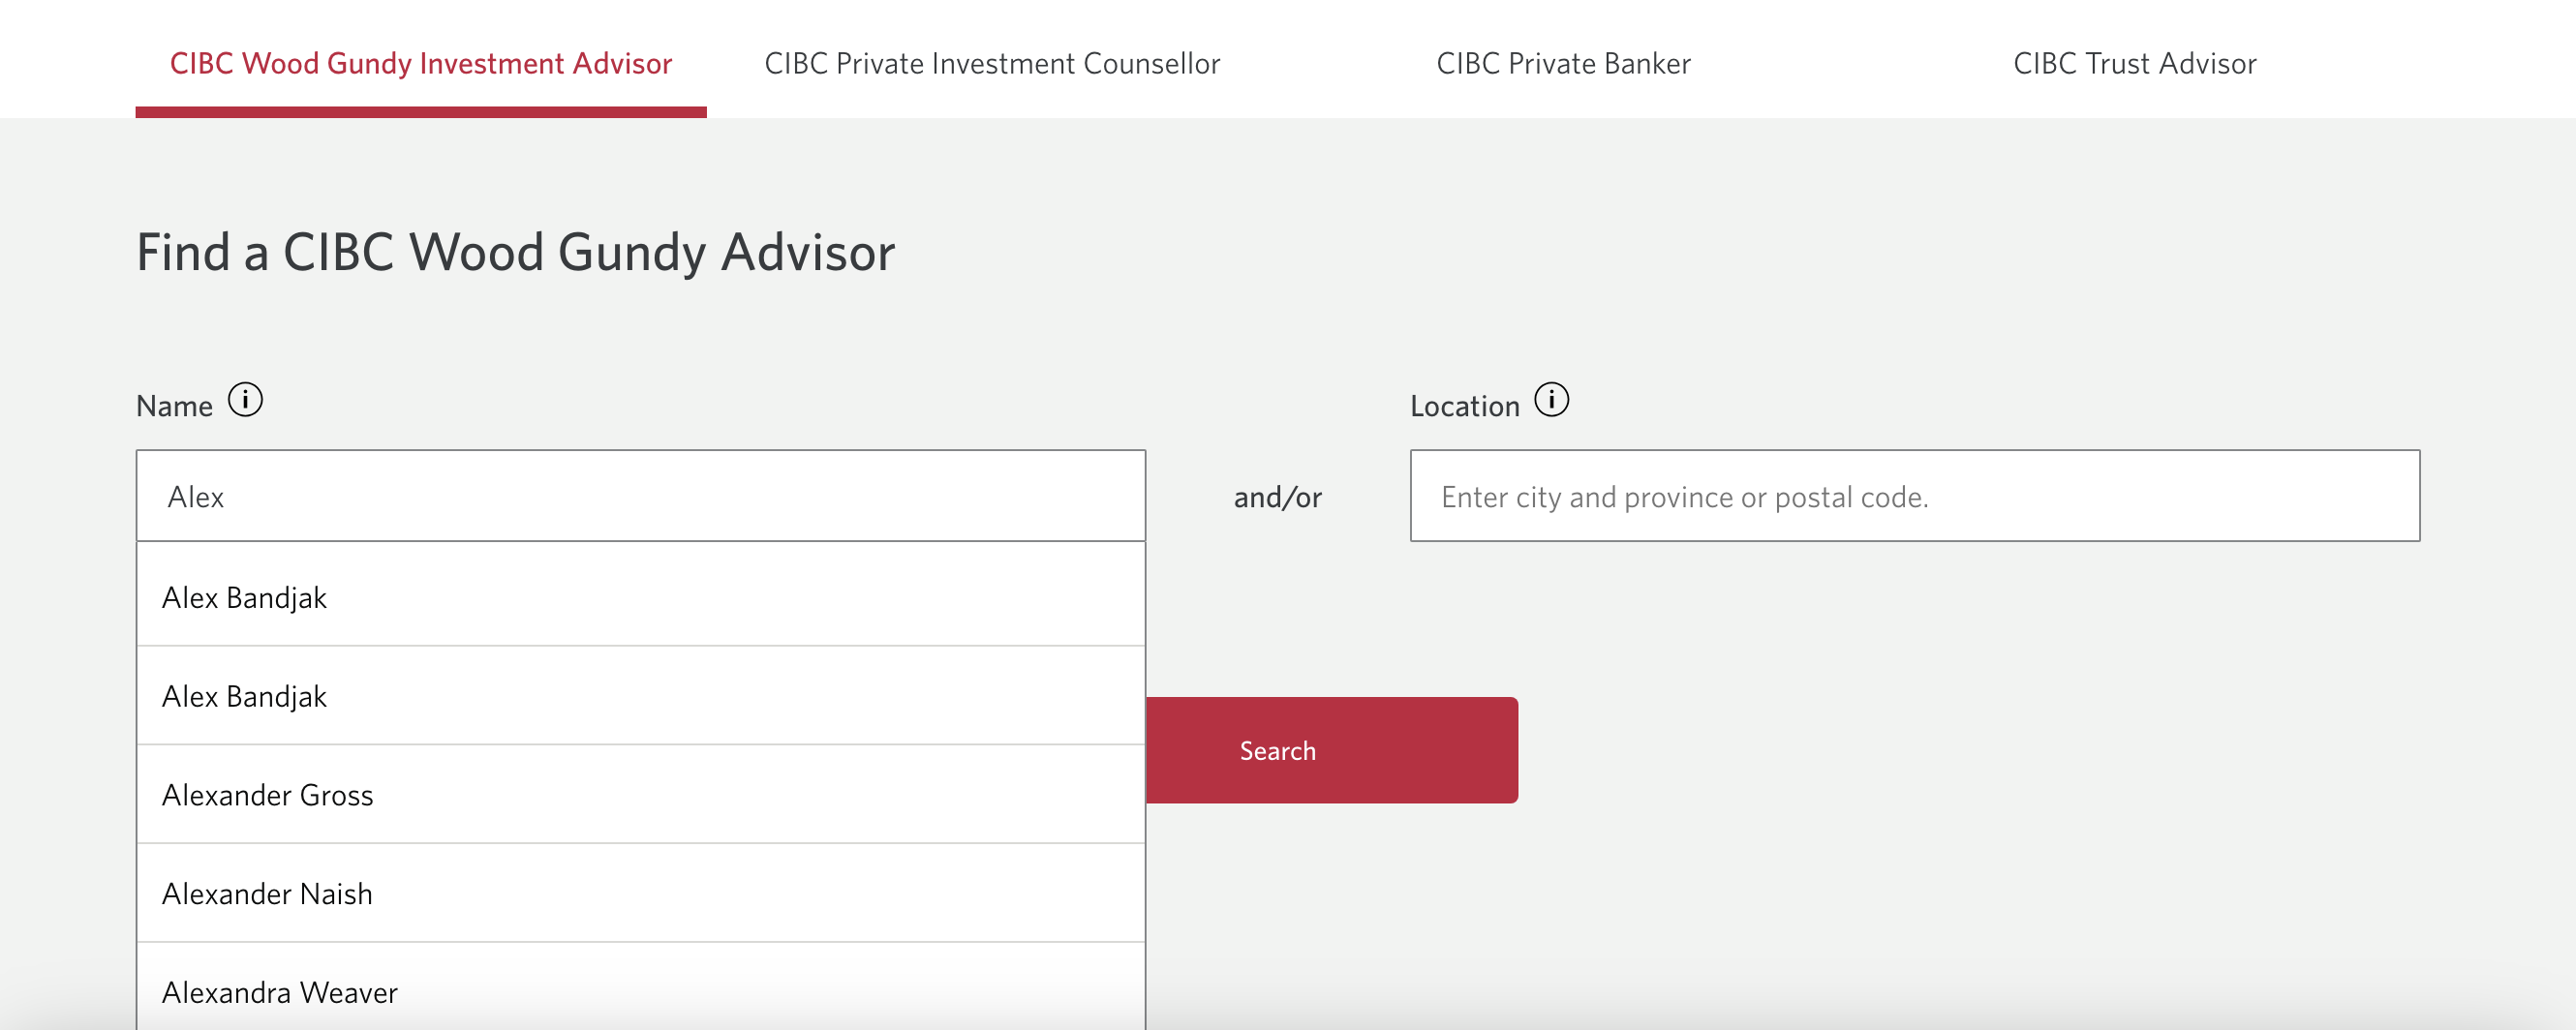 CIBC Wood Gundy Investment Advisor
CIBC Private Investment Counsellor
CIBC Private Banker
CIBC Trust Advisor
Find a CIBC Wood Gundy Advisor
Name
Location
Alex
and/or
Enter city and province or postal code.
Alex Bandjak
Alex Bandjak
Search
Alexander Gross
Alexander Naish
Alexandra Weaver